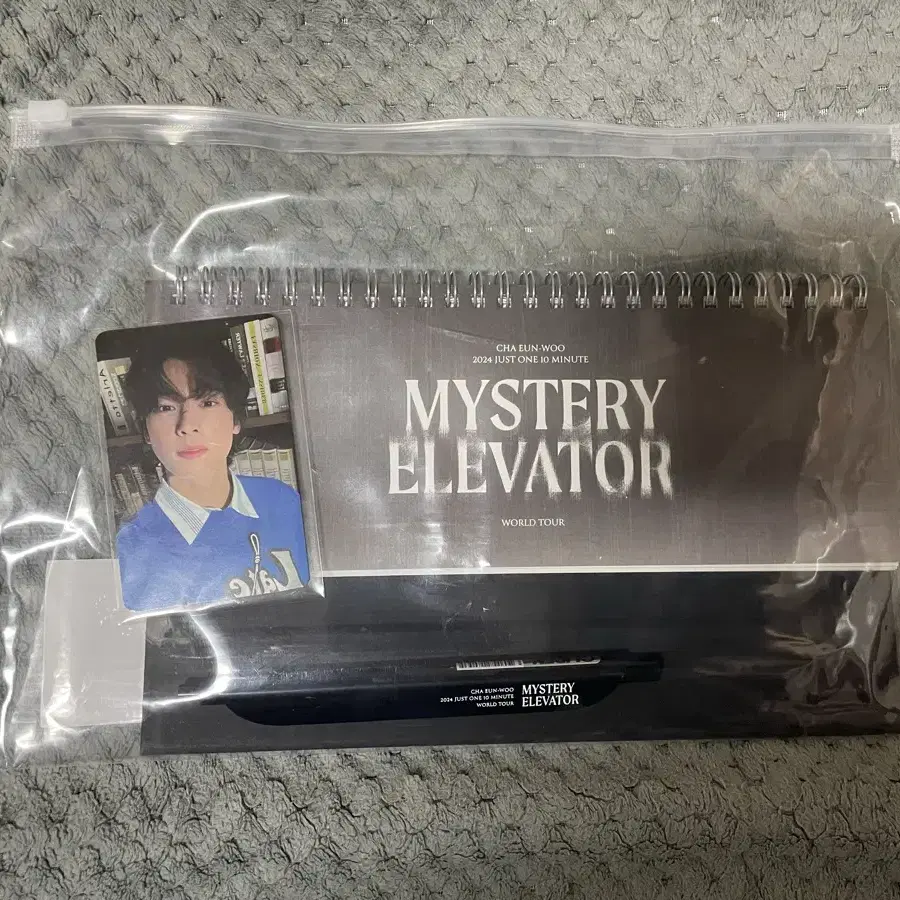 CHA EUN-WOO
2024 JUST ONE 10 MINUTE
MYSTERY
ELEVATOR
WORLD TOUR
CHA EUN-WOO
2024 JUST ONE 10 MINUTE
WORLD TOUR
MYSTERY
ELEVATOR